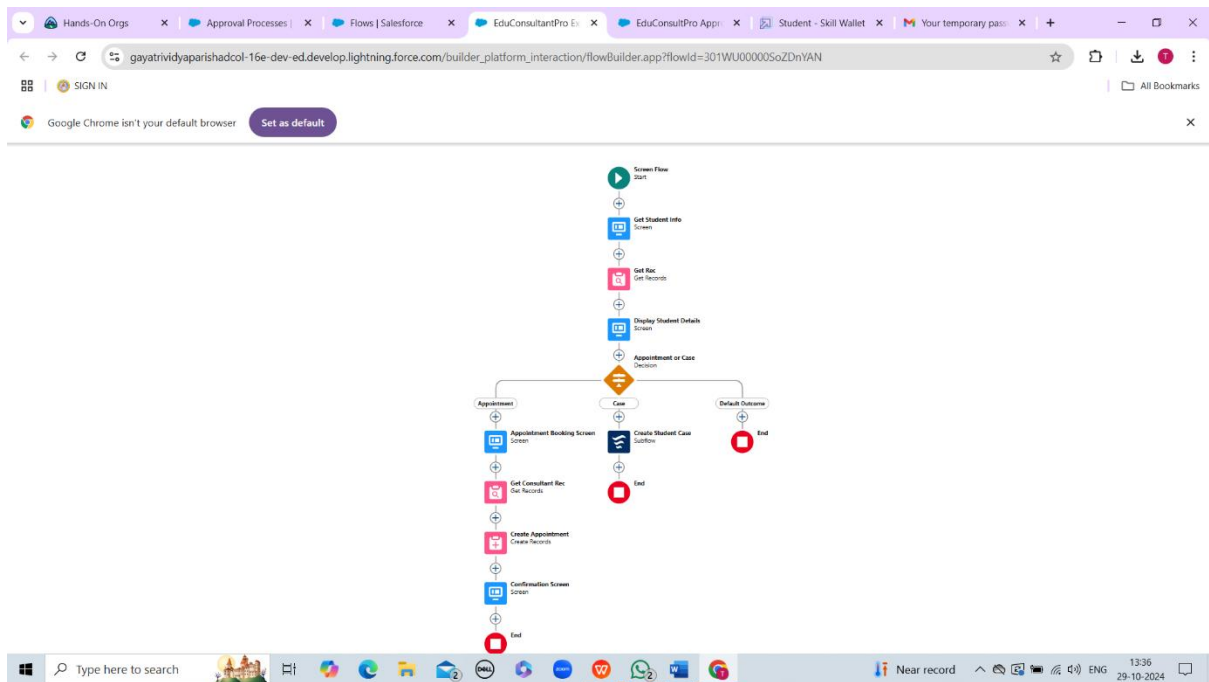 Hands-On Orgs
Approval Processes |
Flows | Salesforce
EduConsultantPro Ex
EduConsultPro Appr
Student - Skill Wallet
Your temporary pass
gayatrividyaparishadcol-16e-dev-ed.develop.lightning.force.com/builder_platform_interaction/flowBuilder.app?flowId=301WU00000SoZDnYAN
T
SIGN IN
All Bookmarks
Google Chrome isn't your default browser
Set as default
Screen Flow
Start
Get Student Info
Screen
Get Rec
Get Records
Display Student Details
Screen
Appointment or Case
Decision
Appointment
Case
Default Outcome
Appointment Booking Screen
Screen
Create Student Case
Subflow
End
Get Consultant Rec
Get Records
End
Create Appointment
Create Records
Confirmation Screen
Screen
End
Type here to search
2
DELL
zoom
2
Near record
ENG
13:36
29-10-2024